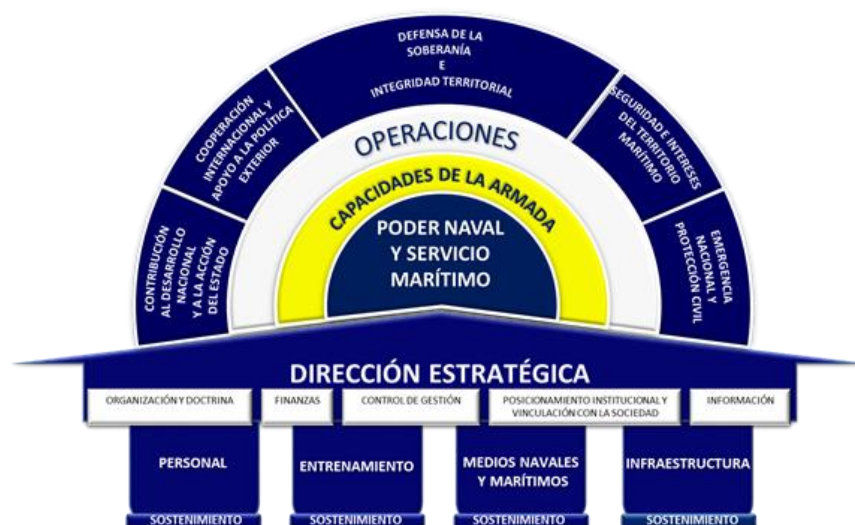 DEFENSA DE LA
SOBERANÍA
E
INTEGRIDAD TERRITORIAL
COOPERACIÓN
INTERNACIONAL Y
APOYO A LA POLÍTICA
EXTERIOR
SEGURIDAD E INTERESES
DEL TERRITORIO
MARÍTIMO
CONTRIBUCIÓN
AL DESARROLLO
NACIONAL
Y A LA ACCIÓN
DEL ESTADO
EMERGENCIA
NACIONAL Y
PROTECCIÓN CIVIL
OPERACIONES
CAPACIDADES DE LA ARMADA
PODER NAVAL
Y SERVICIO
MARÍTIMO
DIRECCIÓN ESTRATÉGICA
ORGANIZACIÓN Y DOCTRINA
FINANZAS
CONTROL DE GESTIÓN
POSICIONAMIENTO INSTITUCIONAL Y
VINCULACIÓN CON LA SOCIEDAD
INFORMACIÓN
PERSONAL
ENTRENAMIENTO
MEDIOS NAVALES
Y MARÍTIMOS
INFRAESTRUCTURA
SOSTENIMIENTO
SOSTENIMIENTO
SOSTENIMIENTO
SOSTENIMIENTO